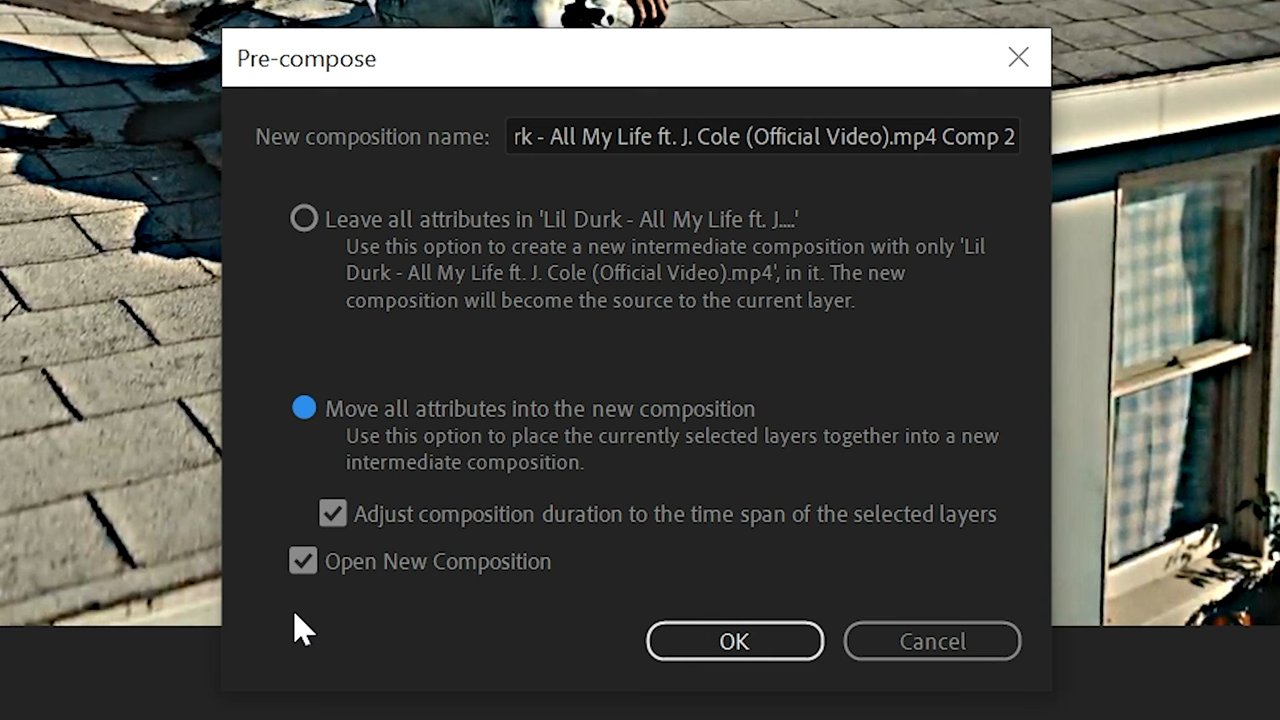 Pre-compose
New composition name: rk - All My Life ft. J. Cole (Official Video).mp4 Comp 2
Leave all attributes in 'Lil Durk - All My Life ft. J....'
Use this option to create a new intermediate composition with only 'Lil
Durk - All My Life ft. J. Cole (Official Video).mp4', in it. The new
composition will become the source to the current layer.
Move all attributes into the new composition
Use this option to place the currently selected layers together into a new
intermediate composition.
Adjust composition duration to the time span of the selected layers
Open New Composition
OK Cancel